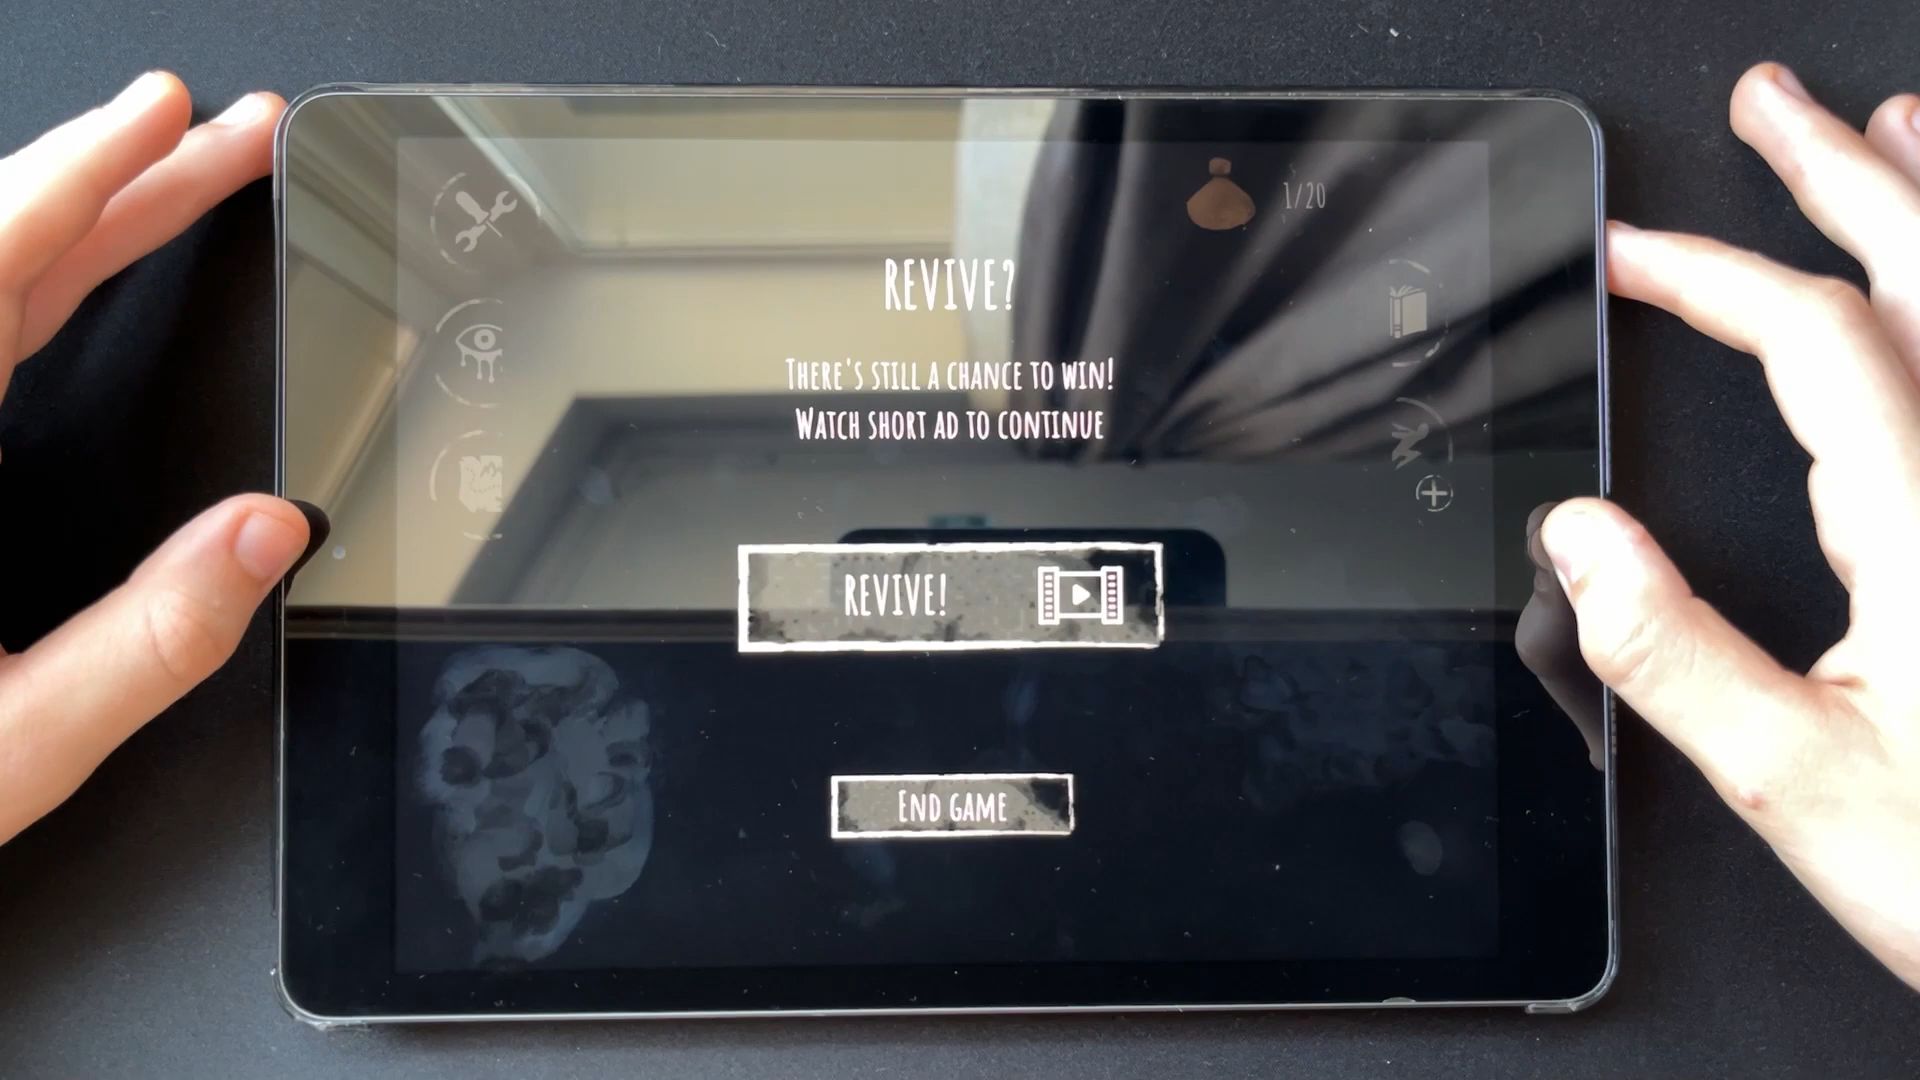 1/20
REVIVE?
THERE'S STILL A CHANCE TO WIN!
WATCH SHORT AD TO CONTINUE
REVIVE!
END GAME